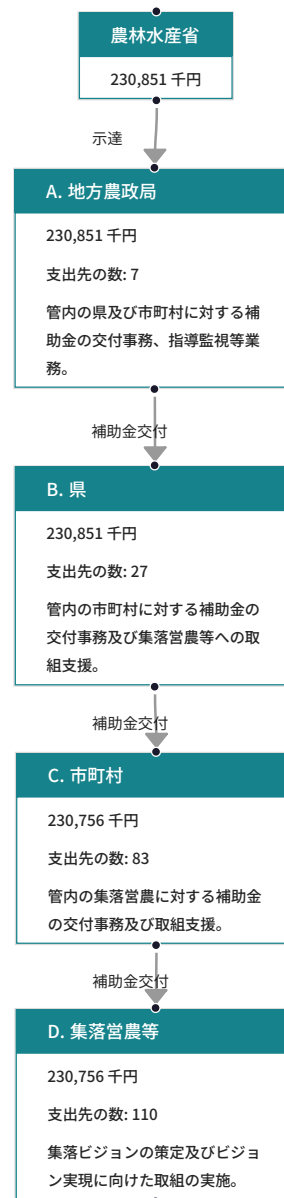 農林水産省
230,851 千円
示達
A. 地方農政局
230,851 千円
支出先の数: 7
管内の県及び市町村に対する補
助金の交付事務、指導監視等業
務。
補助金交付
B. 県
230,851 千円
支出先の数: 27
管内の市町村に対する補助金の
交付事務及び集落営農等への取
組支援。
補助金交付
C. 市町村
230,756 千円
支出先の数: 83
管内の集落営農に対する補助金
の交付事務及び取組支援。
補助金交付
D. 集落営農等
230,756 千円
支出先の数: 110
集落ビジョンの策定及びビジョ
ン実現に向けた取組の実施。